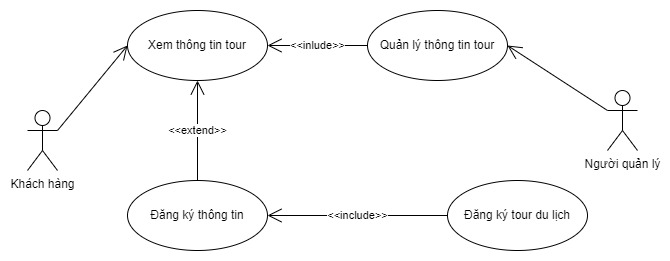 Xem thông tin tour
<<inlude>>
Quản lý thông tin tour
<<extend>>
Khách hàng
Người quản lý
Đăng ký thông tin
<<include>>
Đăng ký tour du lịch